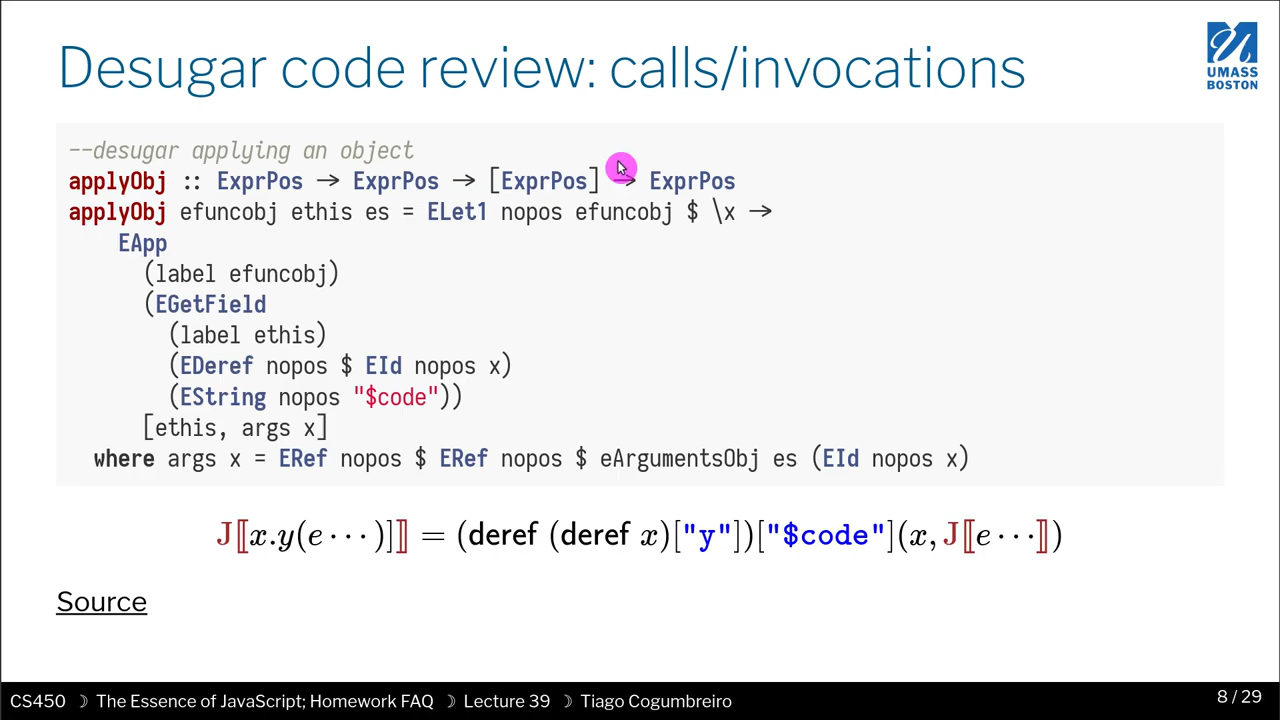 Desugar code review: calls/invocations
UMASS
BOSTON
--desugar applying an object
applyObj :: ExprPos → ExprPos → [ExprPos] → ExprPos
applyObj efuncobj ethis es = ELet1 nopos efuncobj $ \x →
EApp
(label efuncobj)
(EGetField
(label ethis)
(EDeref nopos $ EId nopos x)
(EString nopos "$code"))
[ethis, args x]
where args x = ERef nopos $ ERef nopos $ eArgumentsObj es (EId nopos x)
J⟦x.y(e⋯)]⟧ = (deref (deref x)["y"])["$code"](x, J⟦e⋯⟧)
Source
CS450 ☽ The Essence of JavaScript; Homework FAQ ☽ Lecture 39 ☽ Tiago Cogumbreiro
8 / 29